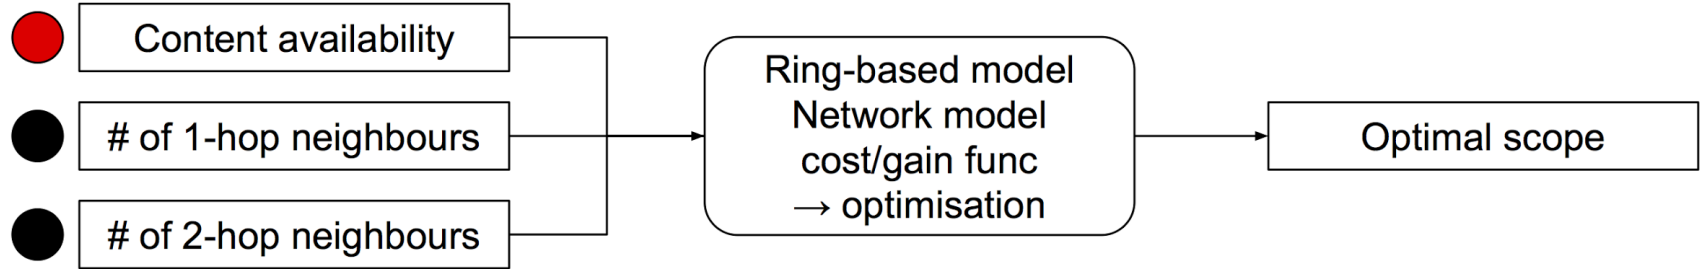 Content availability
# of 1-hop neighbours
# of 2-hop neighbours
Ring-based model
Network model
cost/gain func
→ optimisation
Optimal scope